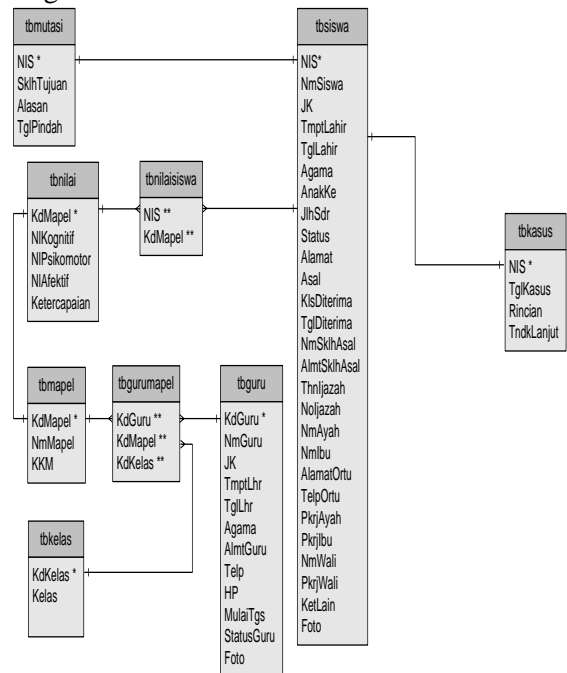 tbmutasi
NIS *
SklhTujuan
Alasan
TglPindah
tbsiswa
NIS*
NmSiswa
JK
TmptLahir
TglLahir
Agama
AnakKe
JlhSdr
Status
Alamat
Asal
KlsDiterima
TglDiterima
NmSklhAsal
AlmtSklhAsal
ThnIjazah
NoIjazah
NmAyah
NmIbu
AlamatOrtu
TelpOrtu
PkrjAyah
PkrjIbu
NmWali
PkrjWali
KetLain
Foto
tbnilai
KdMapel *
NlKognitif
NlPsikomotor
NlAfektif
Ketercapaian
tbnilaisiswa
NIS **
KdMapel **
tbkasus
NIS *
TglKasus
Rincian
TndkLanjut
tbmapel
KdMapel *
NmMapel
KKM
tbgurumapel
KdGuru **
KdMapel **
KdKelas **
tbguru
KdGuru *
NmGuru
JK
TmptLhr
TglLhr
Agama
AlmtGuru
Telp
HP
MulaiTgs
StatusGuru
Foto
tbkelas
KdKelas *
Kelas